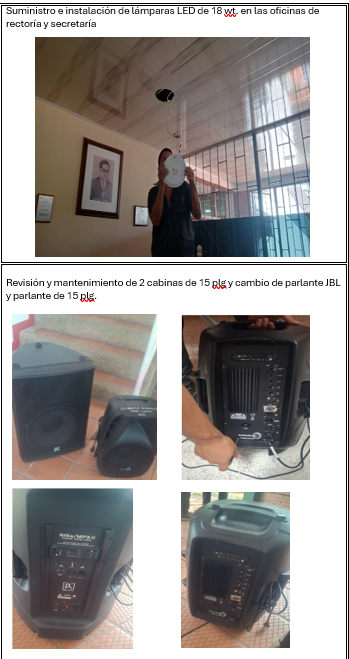 Suministro e instalación de lámparas LED de 18 wt. en las oficinas de
rectoría y secretaría
Revisión y mantenimiento de 2 cabinas de 15 plg y cambio de parlante JBL
y parlante de 15 plg.